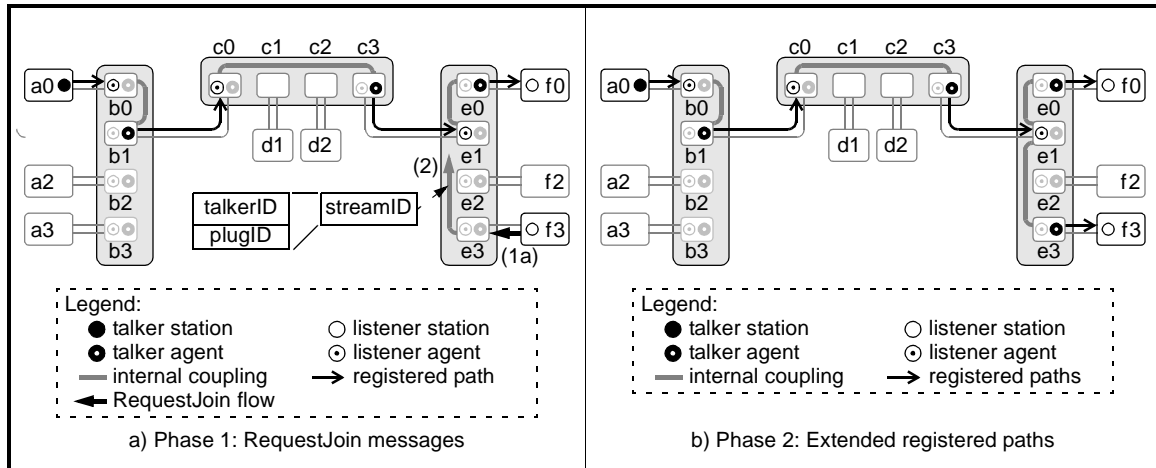 c0 c1 c2 c3
a0
b0
b1
a2
b2
a3
b3
d1 d2
e0
f0
e1
(2)
e2
f2
talkerID streamID
plugID
e3
f3
(1a)
Legend:
talker station
listener station
talker agent
listener agent
internal coupling
registered path
RequestJoin flow
a) Phase 1: RequestJoin messages
c0 c1 c2 c3
a0
b0
b1
a2
b2
a3
b3
d1 d2
e0
f0
e1
e2
f2
e3
f3
Legend:
talker station
listener station
talker agent
listener agent
internal coupling
registered paths
b) Phase 2: Extended registered paths